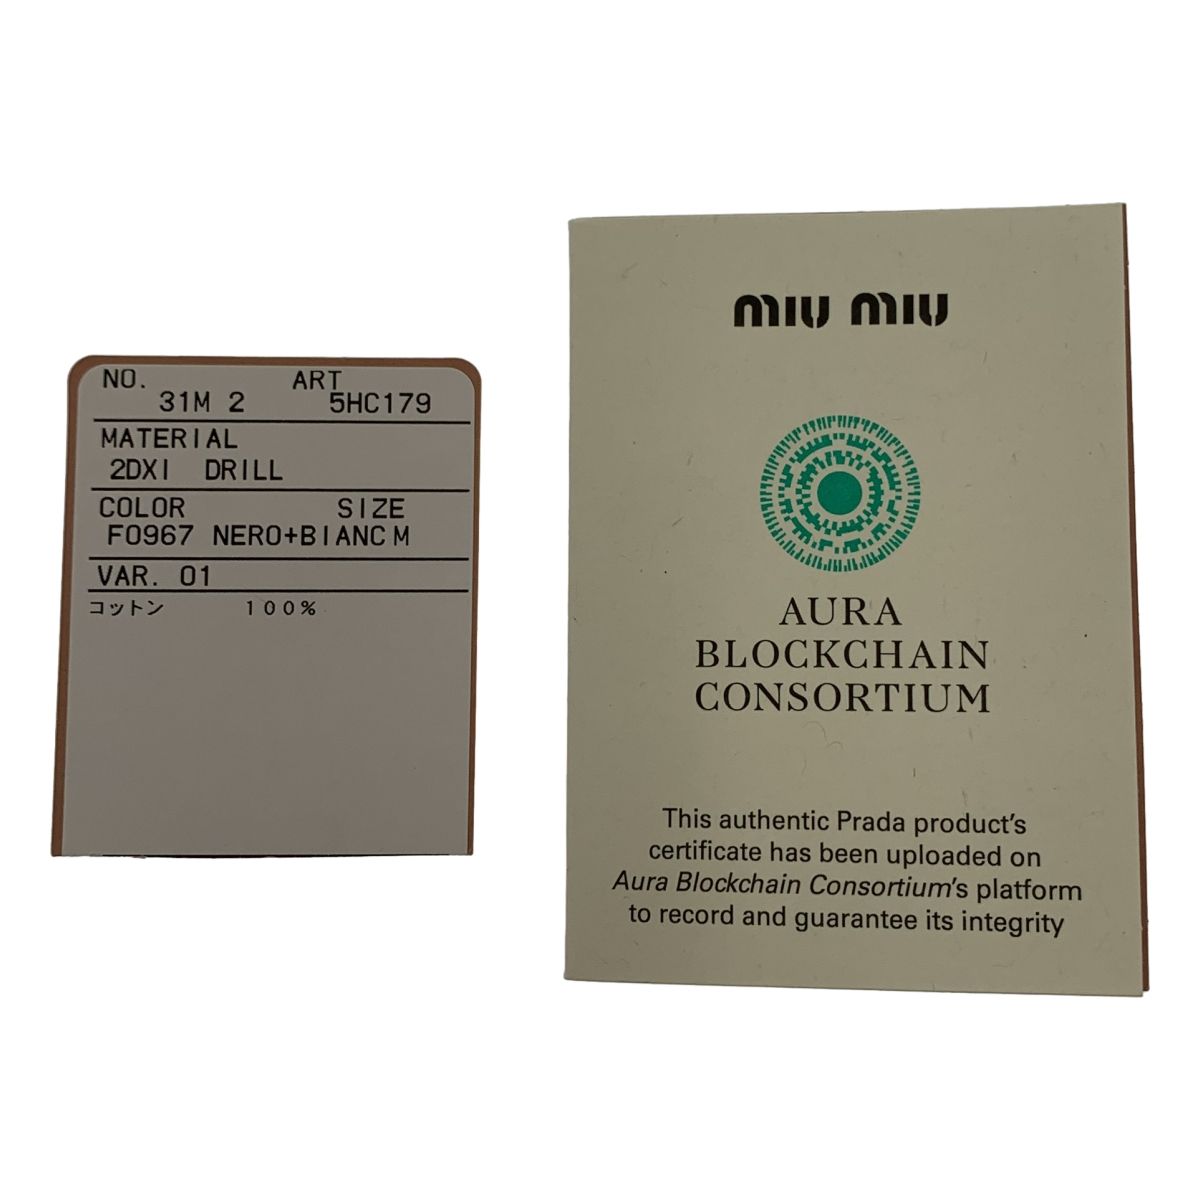 NO. ART
31M 2 5HC179
MATERIAL
2DXI DRILL
COLOR SIZE
F0967 NERO+BIANC M
VAR. 01
コットン 100%
miu miu
AURA
BLOCKCHAIN
CONSORTIUM
This authentic Prada product's
certificate has been uploaded on
Aura Blockchain Consortium's platform
to record and guarantee its integrity